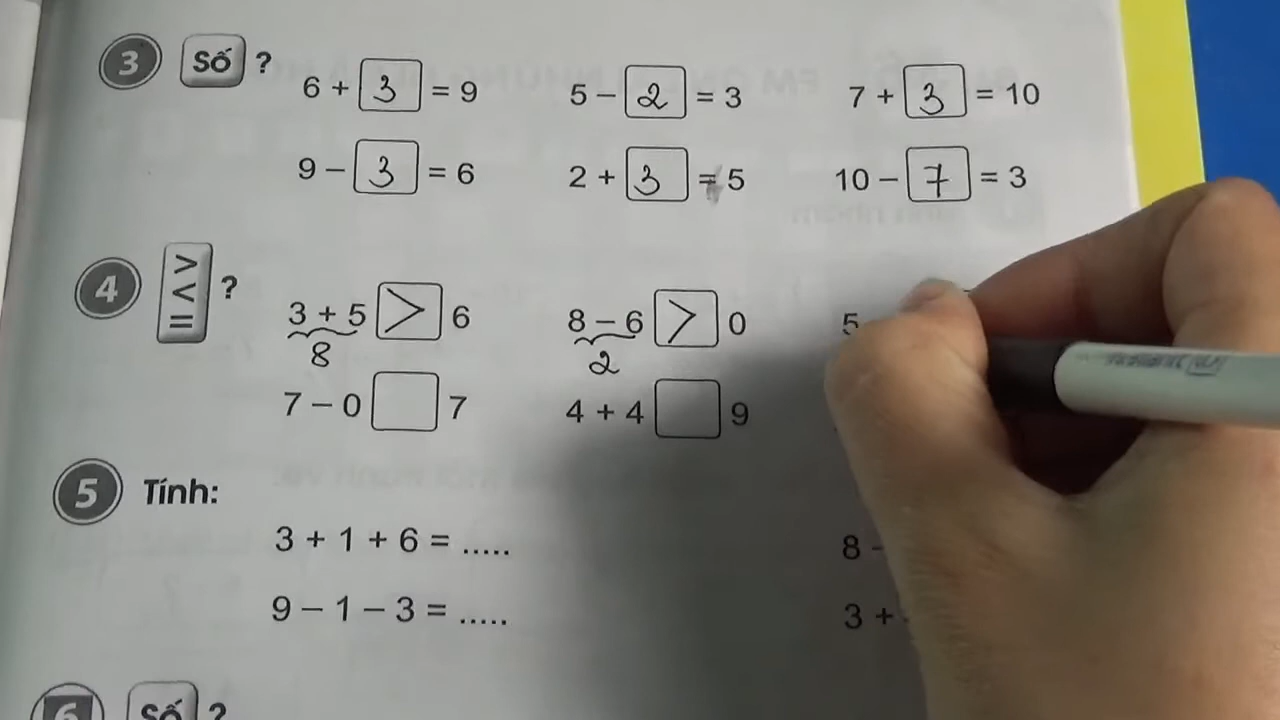 3 Số ? 6 + 3 = 9 5 – 2 = 3 7 + 3 = 10
9 – 3 = 6 2 + 3 = 5 10 – 7 = 3
4 > < = ? 3 + 5 > 6 8 – 6 > 0 5
8 2
7 – 0 7 4 + 4 9
5 Tính:
3 + 1 + 6 = ..... 8 –
9 – 1 – 3 = ..... 3 +
6 Số ?